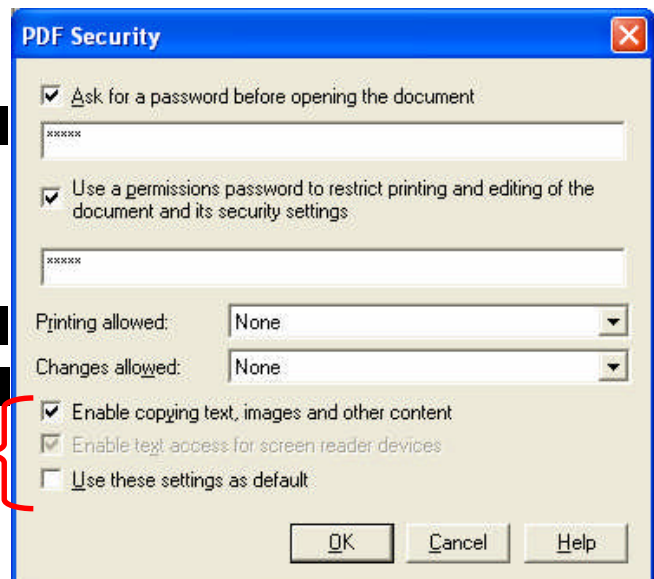 PDF Security
Ask for a password before opening the document
xxxxx
Use a permissions password to restrict printing and editing of the
document and its security settings
xxxxx
Printing allowed: None
Changes allowed: None
Enable copying text, images and other content
Enable text access for screen reader devices
Use these settings as default
OK Cancel Help